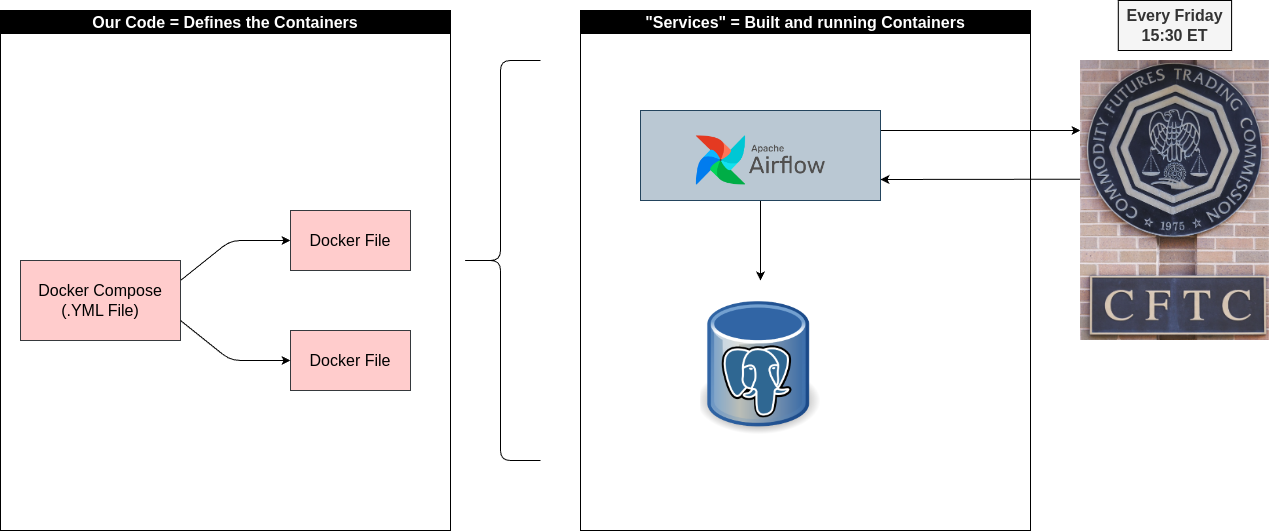 Our Code = Defines the Containers
Docker Compose
(.YML File)
Docker File
Docker File
"Services" = Built and running Containers
Apache
Airflow
Every Friday
15:30 ET
COMMODITY FUTURES TRADING COMMISSION
1975
CFTC